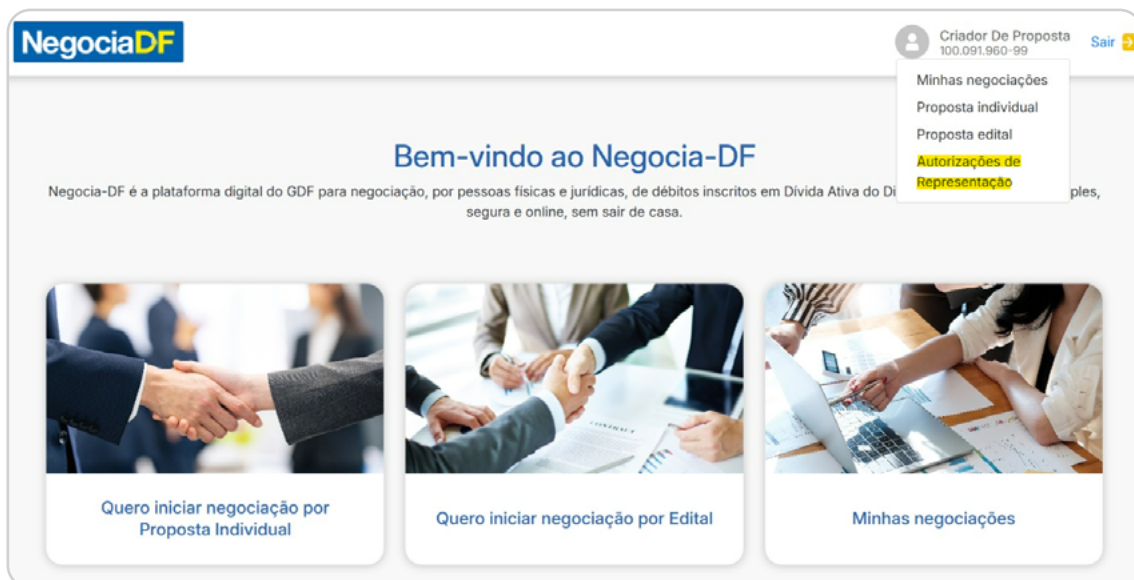 NegociaDF
Criador De Proposta
100.091.960-99
Sair
Minhas negociações
Proposta individual
Proposta edital
Autorizações de
Representação
Bem-vindo ao Negocia-DF
Negocia-DF é a plataforma digital do GDF para negociação, por pessoas físicas e jurídicas, de débitos inscritos em Dívida Ativa do Di
segura e online, sem sair de casa.
CONTRACT
Quero iniciar negociação por
Proposta Individual
Quero iniciar negociação por Edital
Minhas negociações